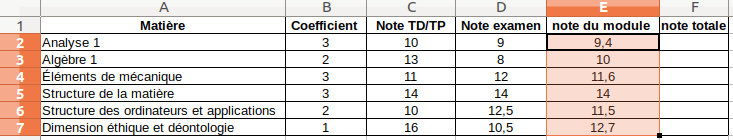 A B C D E F
1 Matière Coefficient Note TD/TP Note examen note du module note totale
2 Analyse 1 3 10 9 9,4
3 Algèbre 1 2 13 8 10
4 Éléments de mécanique 3 11 12 11,6
5 Structure de la matière 3 14 14 14
6 Structure des ordinateurs et applications 2 10 12,5 11,5
7 Dimension éthique et déontologie 1 16 10,5 12,7